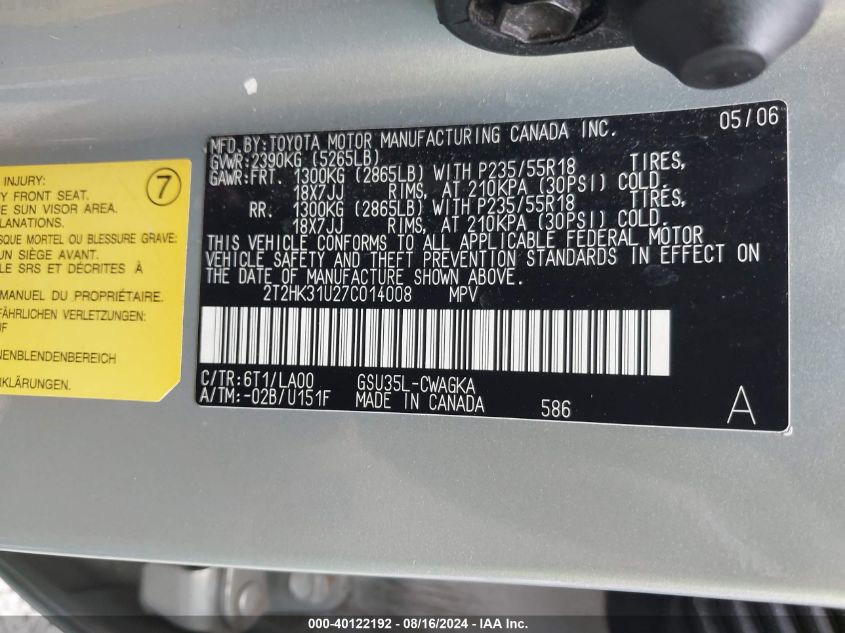 INJURY:
Y FRONT SEAT.
E SUN VISOR AREA.
LANATIONS.
7
SQUE MORTEL OU BLESSURE GRAVE:
UN SIÈGE AVANT.
LE SRS ET DÉCRITES À
MANUEL DU PROPRIÉTAIRE.
FÄHRLICHEN VERLETZUNGEN:
UF
NENBLENDENBEREICH
RKLÄRUNGEN.
MFD.BY:TOYOTA MOTOR MANUFACTURING CANADA INC. 05/06
GVWR:2390KG (5265LB)
GAWR:FRT. 1300KG (2865LB) WITH P235/55R18 TIRES,
18X7JJ RIMS, AT 210KPA (30PSI) COLD.
RR. 1300KG (2865LB) WITH P235/55R18 TIRES,
18X7JJ RIMS, AT 210KPA (30PSI) COLD.
THIS VEHICLE CONFORMS TO ALL APPLICABLE FEDERAL MOTOR
VEHICLE SAFETY AND THEFT PREVENTION STANDARDS IN EFFECT ON
THE DATE OF MANUFACTURE SHOWN ABOVE.
2T2HK31U27C014008 MPV
C/TR:6T1/LA00 GSU35L-CWAGKA
A/TM:-02B/U151F MADE IN CANADA 586 A
000-40122192 - 08/16/2024 - IAA Inc.